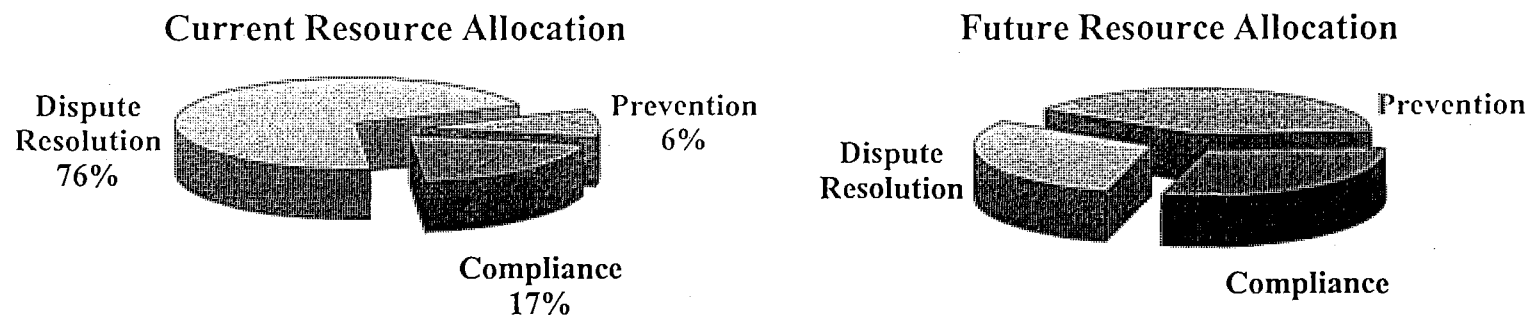 Current Resource Allocation
Dispute
Resolution
76%
Prevention
6%
Compliance
17%
Future Resource Allocation
Prevention
Dispute
Resolution
Compliance